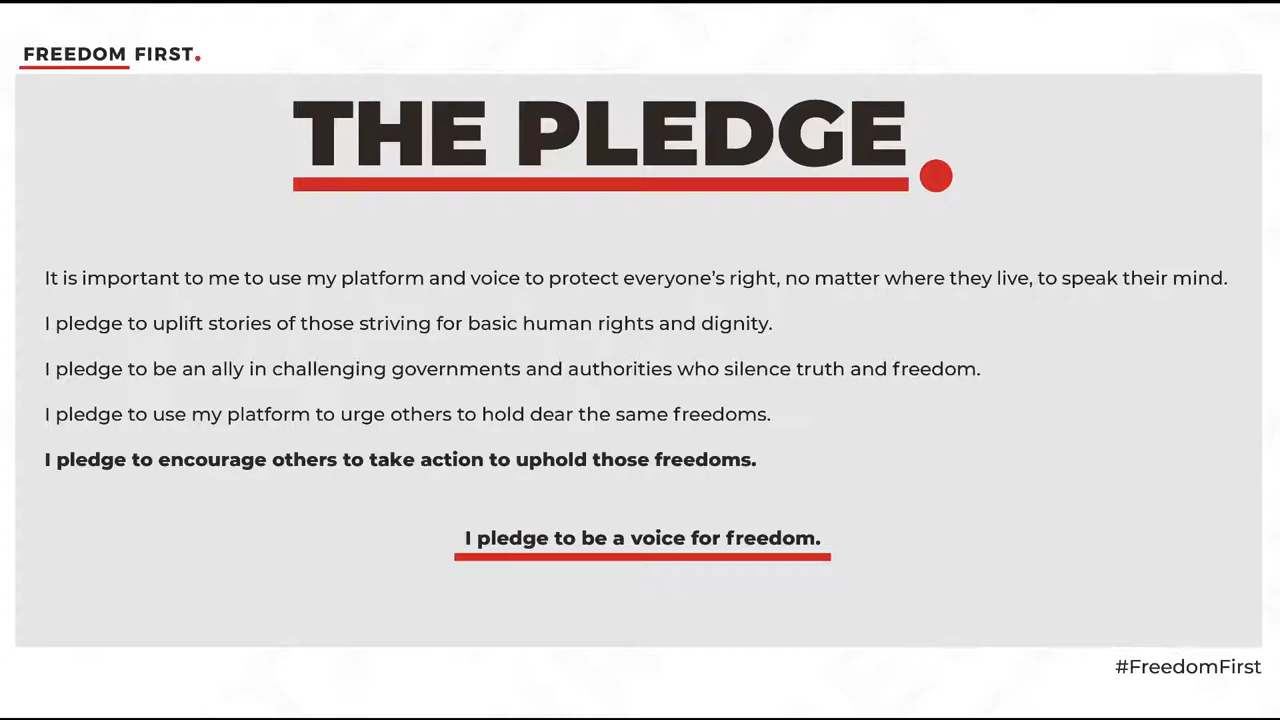 FREEDOM FIRST.
THE PLEDGE.
It is important to me to use my platform and voice to protect everyone’s right, no matter where they live, to speak their mind.
I pledge to uplift stories of those striving for basic human rights and dignity.
I pledge to be an ally in challenging governments and authorities who silence truth and freedom.
I pledge to use my platform to urge others to hold dear the same freedoms.
I pledge to encourage others to take action to uphold those freedoms.
I pledge to be a voice for freedom.
#FreedomFirst